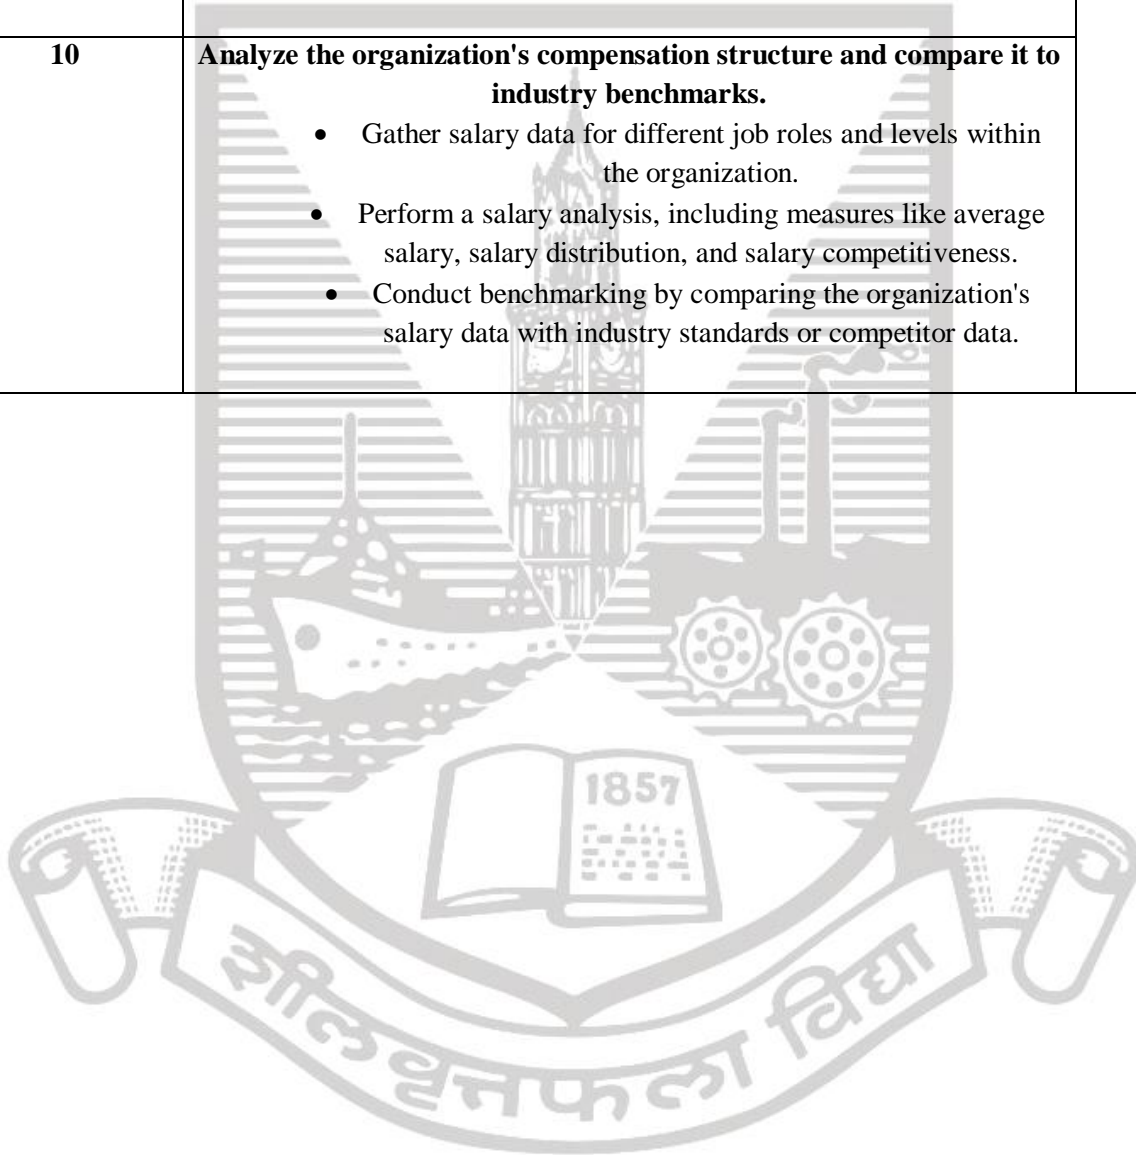 10
Analyze the organization's compensation structure and compare it to
industry benchmarks.
• Gather salary data for different job roles and levels within
the organization.
• Perform a salary analysis, including measures like average
salary, salary distribution, and salary competitiveness.
• Conduct benchmarking by comparing the organization's
salary data with industry standards or competitor data.
1857
शीलवृत्तफला विद्या